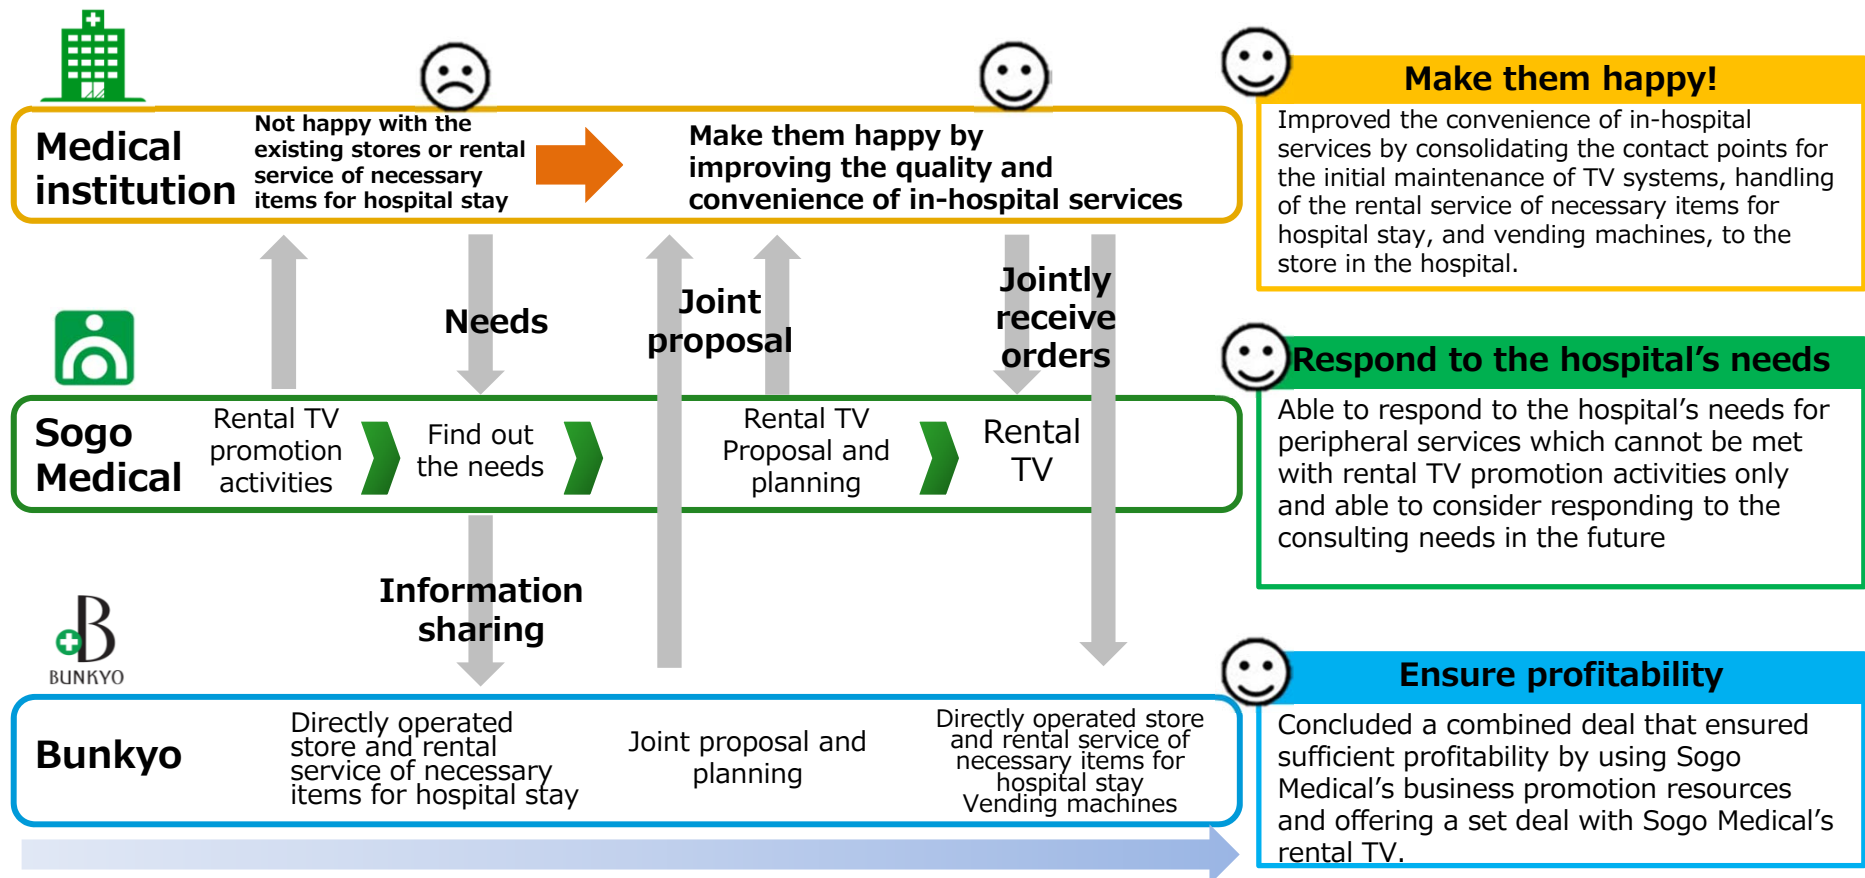 Medical
institution
Not happy with the
existing stores or rental
service of necessary
items for hospital stay
Make them happy by
improving the quality and
convenience of in-hospital services
Make them happy!
Improved the convenience of in-hospital
services by consolidating the contact points for
the initial maintenance of TV systems, handling
of the rental service of necessary items for
hospital stay, and vending machines, to the
store in the hospital.
Needs
Joint
proposal
Jointly
receive
orders
Sogo
Medical
Rental TV
promotion
activities
Find out
the needs
Rental TV
Proposal and
planning
Rental
TV
Respond to the hospital’s needs
Able to respond to the hospital’s needs for
peripheral services which cannot be met
with rental TV promotion activities only
and able to consider responding to the
consulting needs in the future
Information
sharing
B
BUNKYO
Bunkyo
Directly operated
store and rental
service of necessary
items for hospital stay
Joint proposal and
planning
Directly operated store
and rental service of
necessary items for
hospital stay
Vending machines
Ensure profitability
Concluded a combined deal that ensured
sufficient profitability by using Sogo
Medical’s business promotion resources
and offering a set deal with Sogo Medical’s
rental TV.